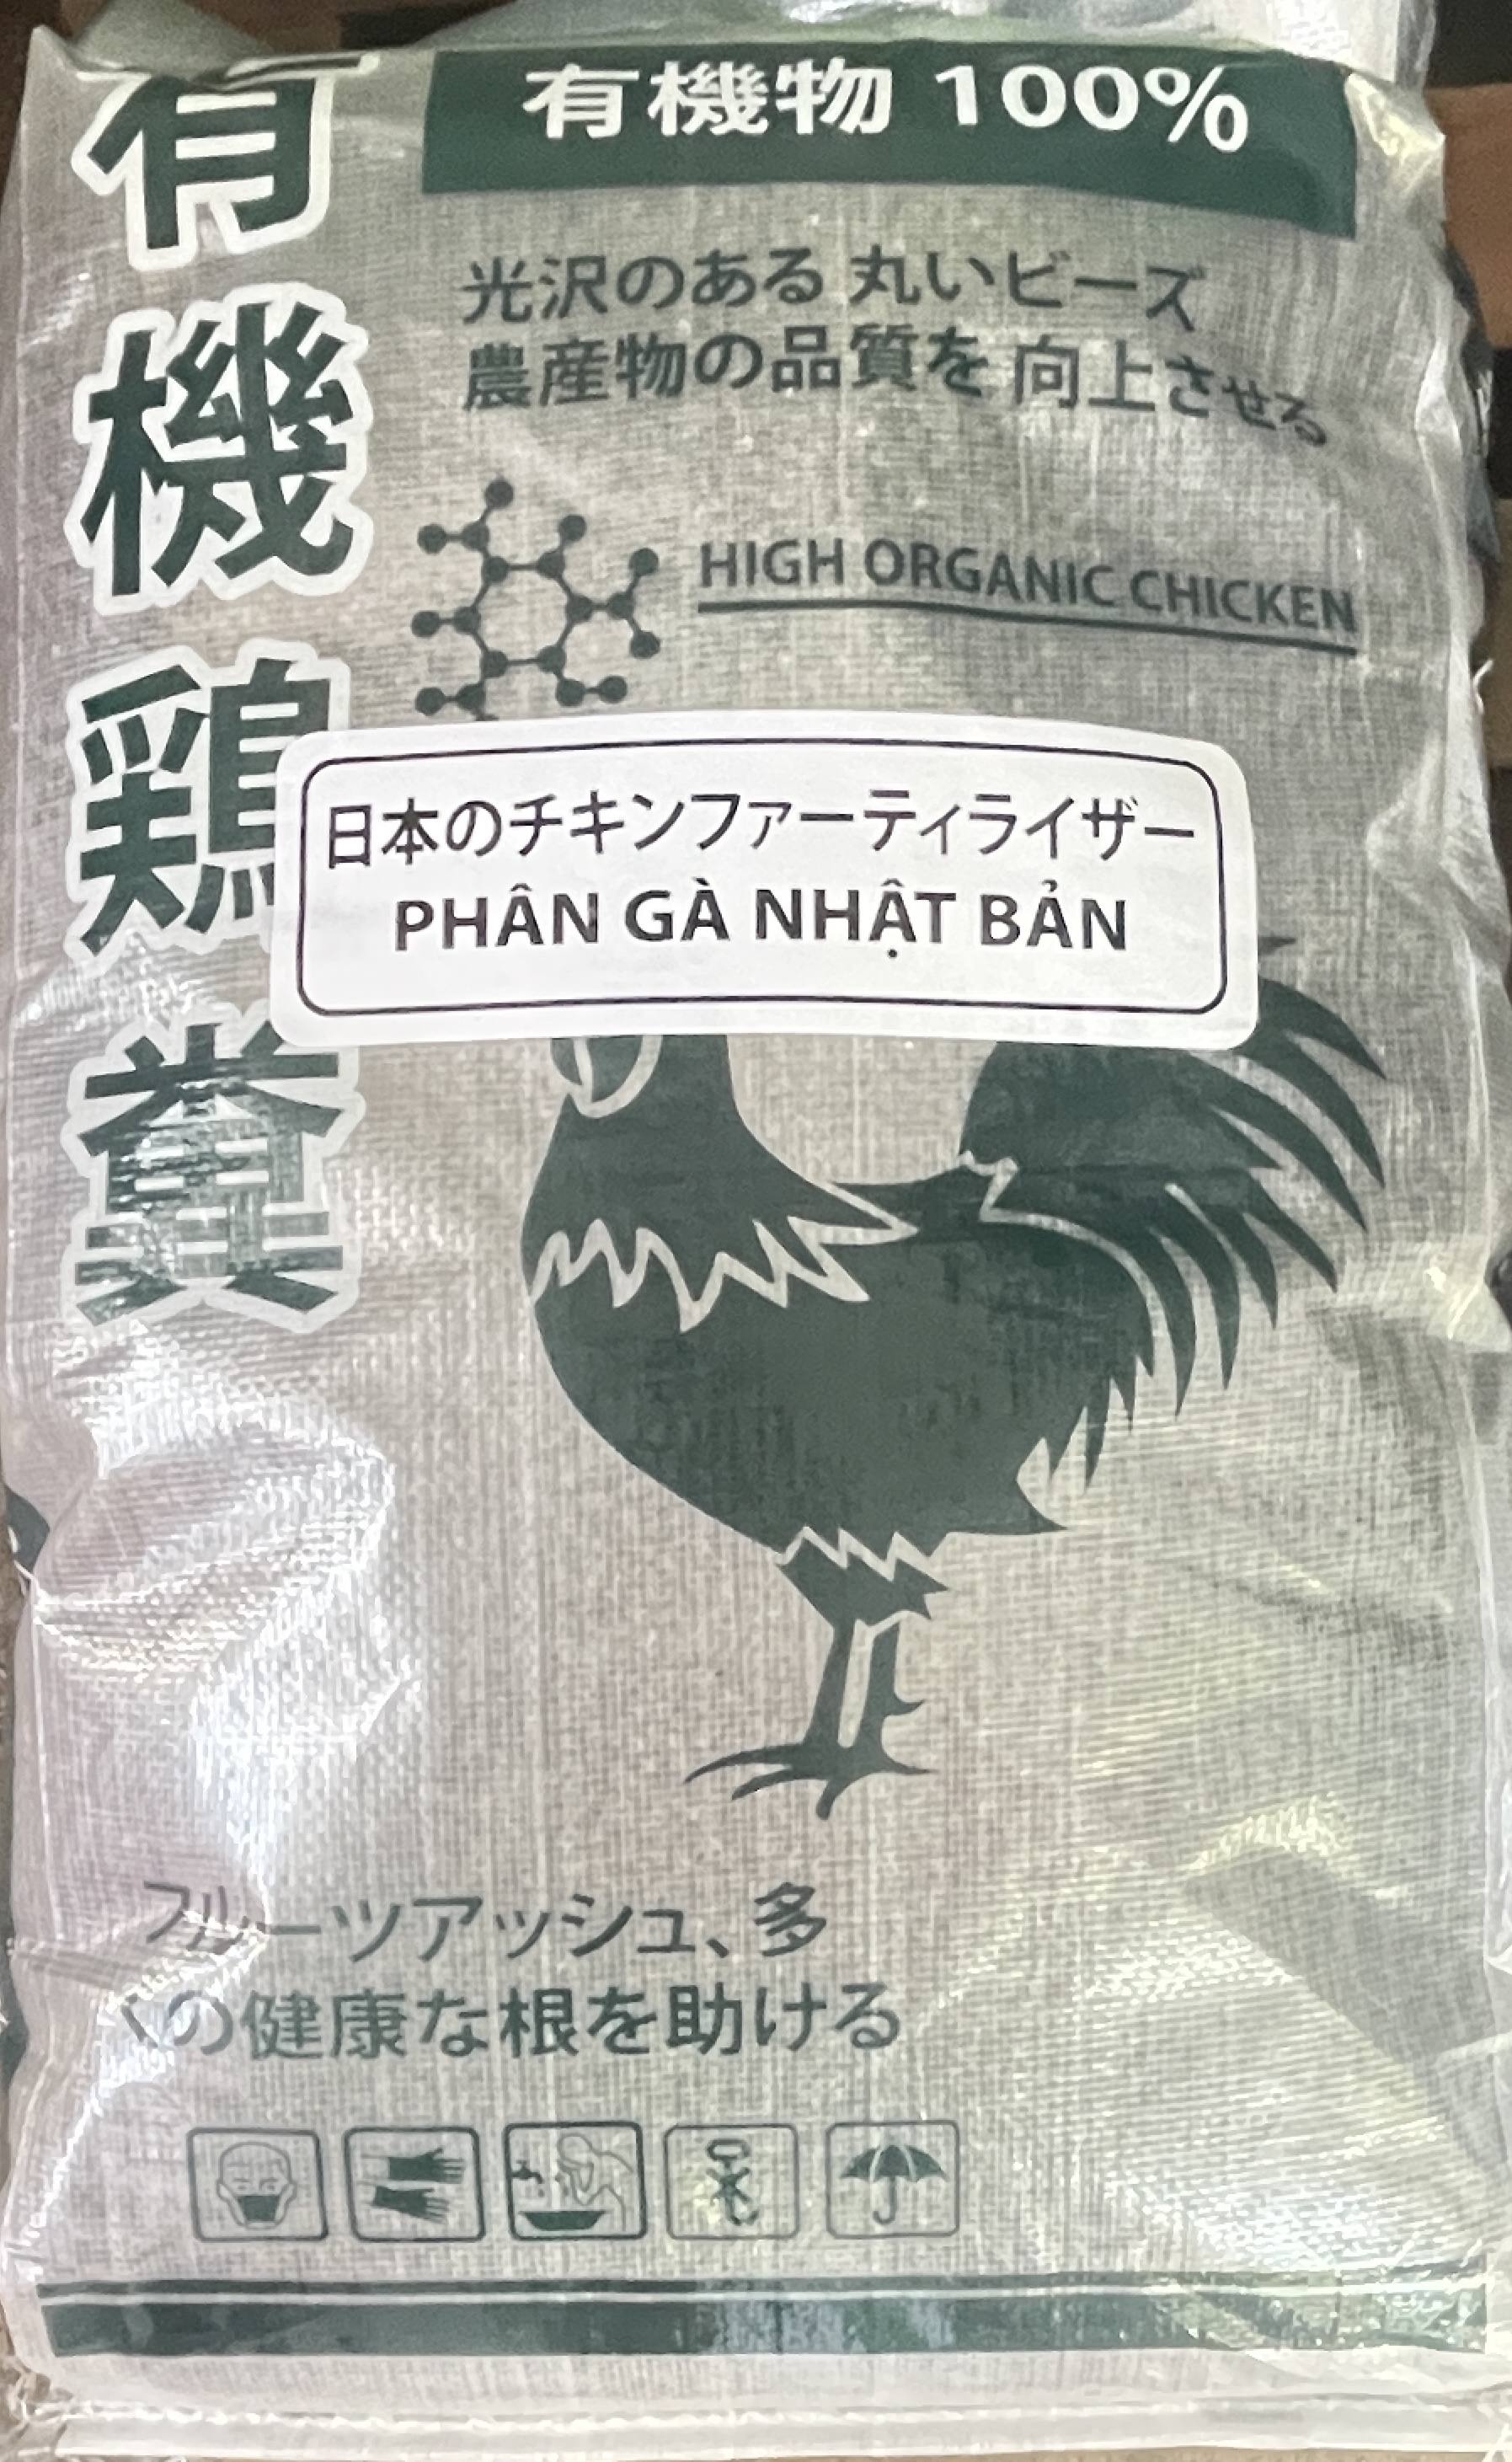 有機鶏糞
有機物 100%
光沢のある 丸いビーズ
農産物の品質を 向上させる
HIGH ORGANIC CHICKEN
日本のチキンファーティライザー
PHÂN GÀ NHẬT BẢN
フルーツアッシュ、多
くの健康な根を助ける